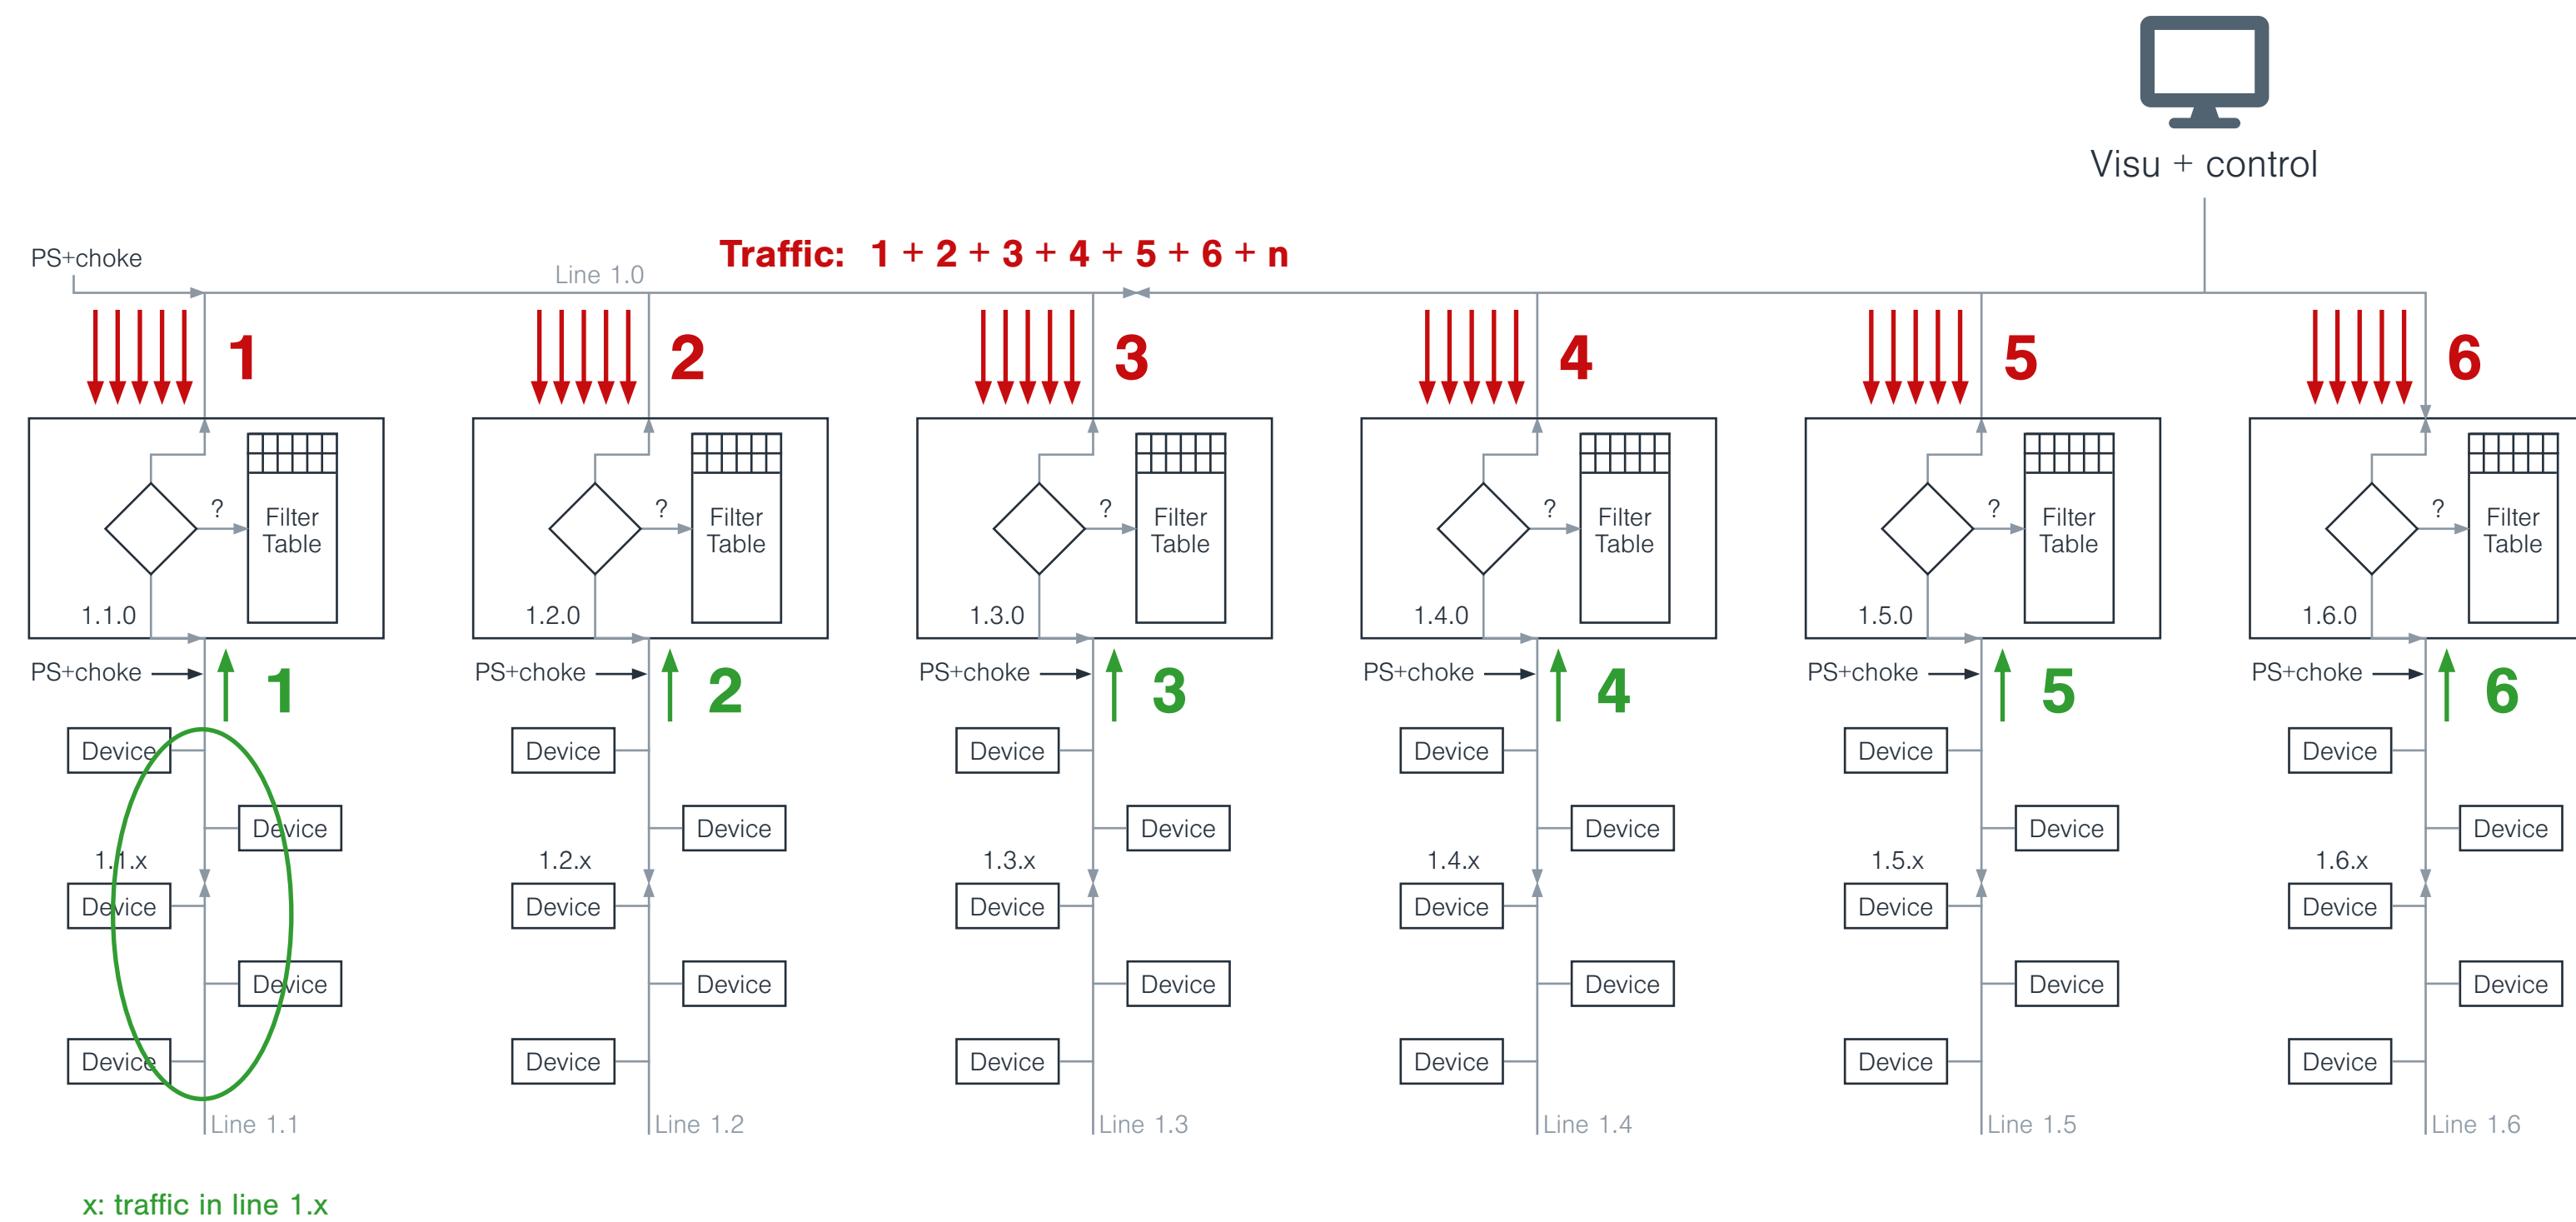 Visu + control
Traffic: 1 + 2 + 3 + 4 + 5 + 6 + n
PS+choke
Line 1.0
1
2
3
4
5
6
?
Filter
Table
1.1.0
?
Filter
Table
1.2.0
?
Filter
Table
1.3.0
?
Filter
Table
1.4.0
?
Filter
Table
1.5.0
?
Filter
Table
1.6.0
PS+choke
1
PS+choke
2
PS+choke
3
PS+choke
4
PS+choke
5
PS+choke
6
Device
Device
1.1.x
Device
Device
Device
Line 1.1
Device
Device
1.2.x
Device
Device
Device
Line 1.2
Device
Device
1.3.x
Device
Device
Device
Line 1.3
Device
Device
1.4.x
Device
Device
Device
Line 1.4
Device
Device
1.5.x
Device
Device
Device
Line 1.5
Device
Device
1.6.x
Device
Device
Device
Line 1.6
x: traffic in line 1.x